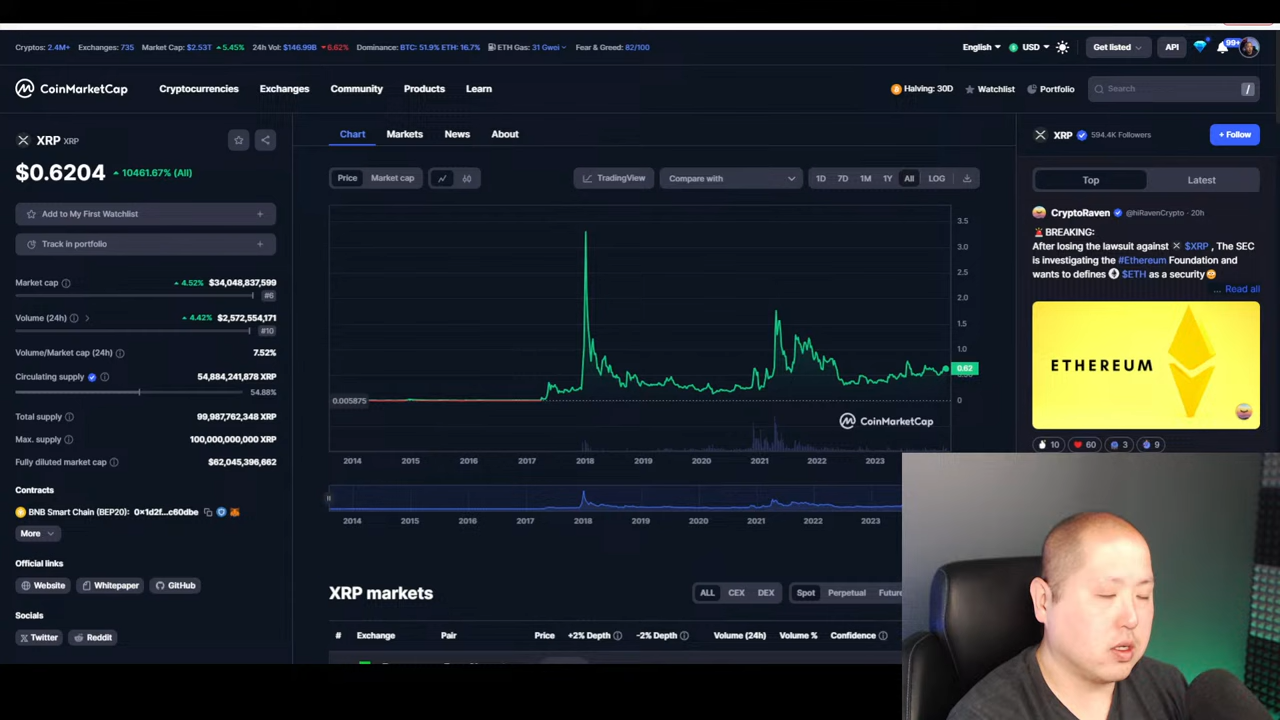 Cryptos: 2.4M+ Exchanges: 735 Market Cap: $2.53T 5.45% 24h Vol: $146.99B 6.62% Dominance: BTC: 51.9% ETH: 16.7% ETH Gas: 31 Gwei Fear & Greed: 82/100 English USD Get listed API 99+
CoinMarketCap Cryptocurrencies Exchanges Community Products Learn Halving: 30D Watchlist Portfolio Search /
XRP XRP
$0.6204 10461.67% (All)
Add to My First Watchlist +
Track in portfolio +
Market cap 4.52% $34,048,837,599
#6
Volume (24h) > 4.42% $2,572,554,171
#10
Volume/Market cap (24h) 7.52%
Circulating supply 54,884,241,878 XRP
54.88%
Total supply 99,987,762,348 XRP
Max. supply 100,000,000,000 XRP
Fully diluted market cap $62,045,396,662
Contracts
BNB Smart Chain (BEP20): 0x1d2f...c60dbe
More
Official links
Website Whitepaper GitHub
Socials
Twitter Reddit
Chart Markets News About
Price Market cap TradingView Compare with 1D 7D 1M 1Y All LOG
3.5
3.0
2.5
2.0
1.5
1.0
0.62
0
0.005875
CoinMarketCap
2014 2015 2016 2017 2018 2019 2020 2021 2022 2023
2014 2015 2016 2017 2018 2019 2020 2021 2022 2023
XRP markets ALL CEX DEX Spot Perpetual Future
# Exchange Pair Price +2% Depth -2% Depth Volume (24h) Volume % Confidence
XRP 594.4K Followers + Follow
Top Latest
CryptoRaven @hiRavenCrypto · 20h
BREAKING:
After losing the lawsuit against $XRP , The SEC
is investigating the #Ethereum Foundation and
wants to defines $ETH as a security
... Read all
ETHEREUM
10 60 3 9